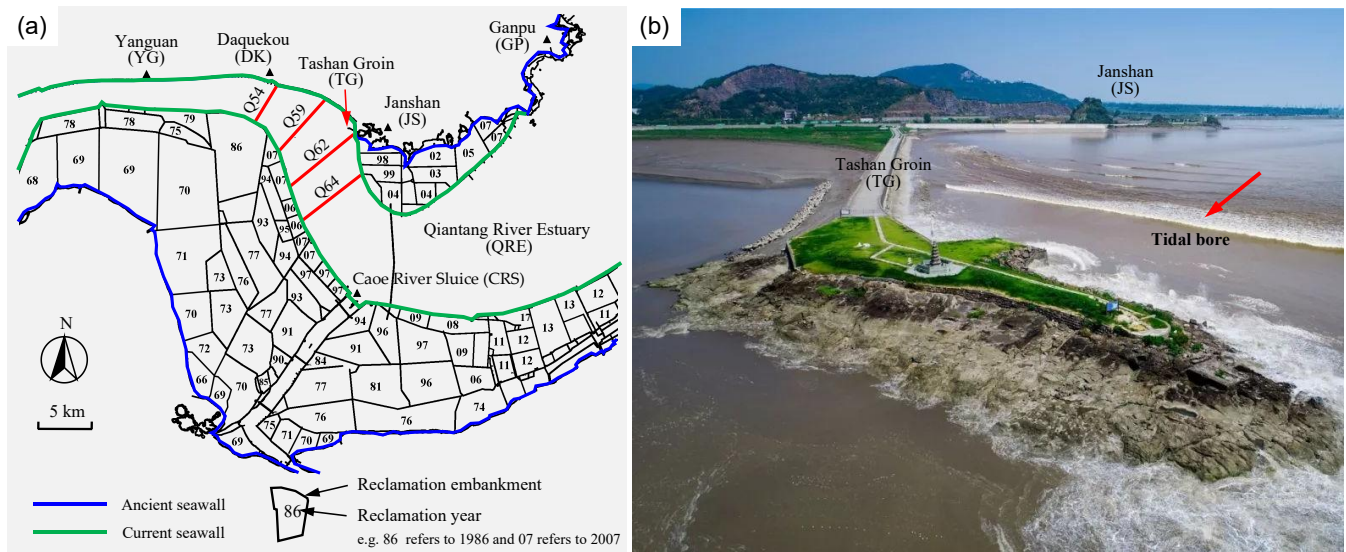 (a)
Yanguan
(YG)
Daquekou
(DK)
Tashan Groin
(TG)
Ganpu
(GP)
Janshan
(JS)
Q54
Q59
Q62
Q64
78
78
79
75
86
69
69
68
70
07
94
07
06
06
93
95
94
07
07
97
97
97
98
02
05
07
07
99
03
04
04
Qiantang River Estuary
(QRE)
Caoe River Sluice (CRS)
71
73
76
77
70
73
77
93
91
72
73
90
66
70
85
69
84
94
96
91
97
09
08
09
17
13
13
12
11
11
12
11
12
77
81
96
06
74
76
76
75
71
70
69
69
N
5 km
Ancient seawall
Current seawall
86
Reclamation embankment
Reclamation year
e.g. 86 refers to 1986 and 07 refers to 2007
(b)
Janshan
(JS)
Tashan Groin
(TG)
Tidal bore